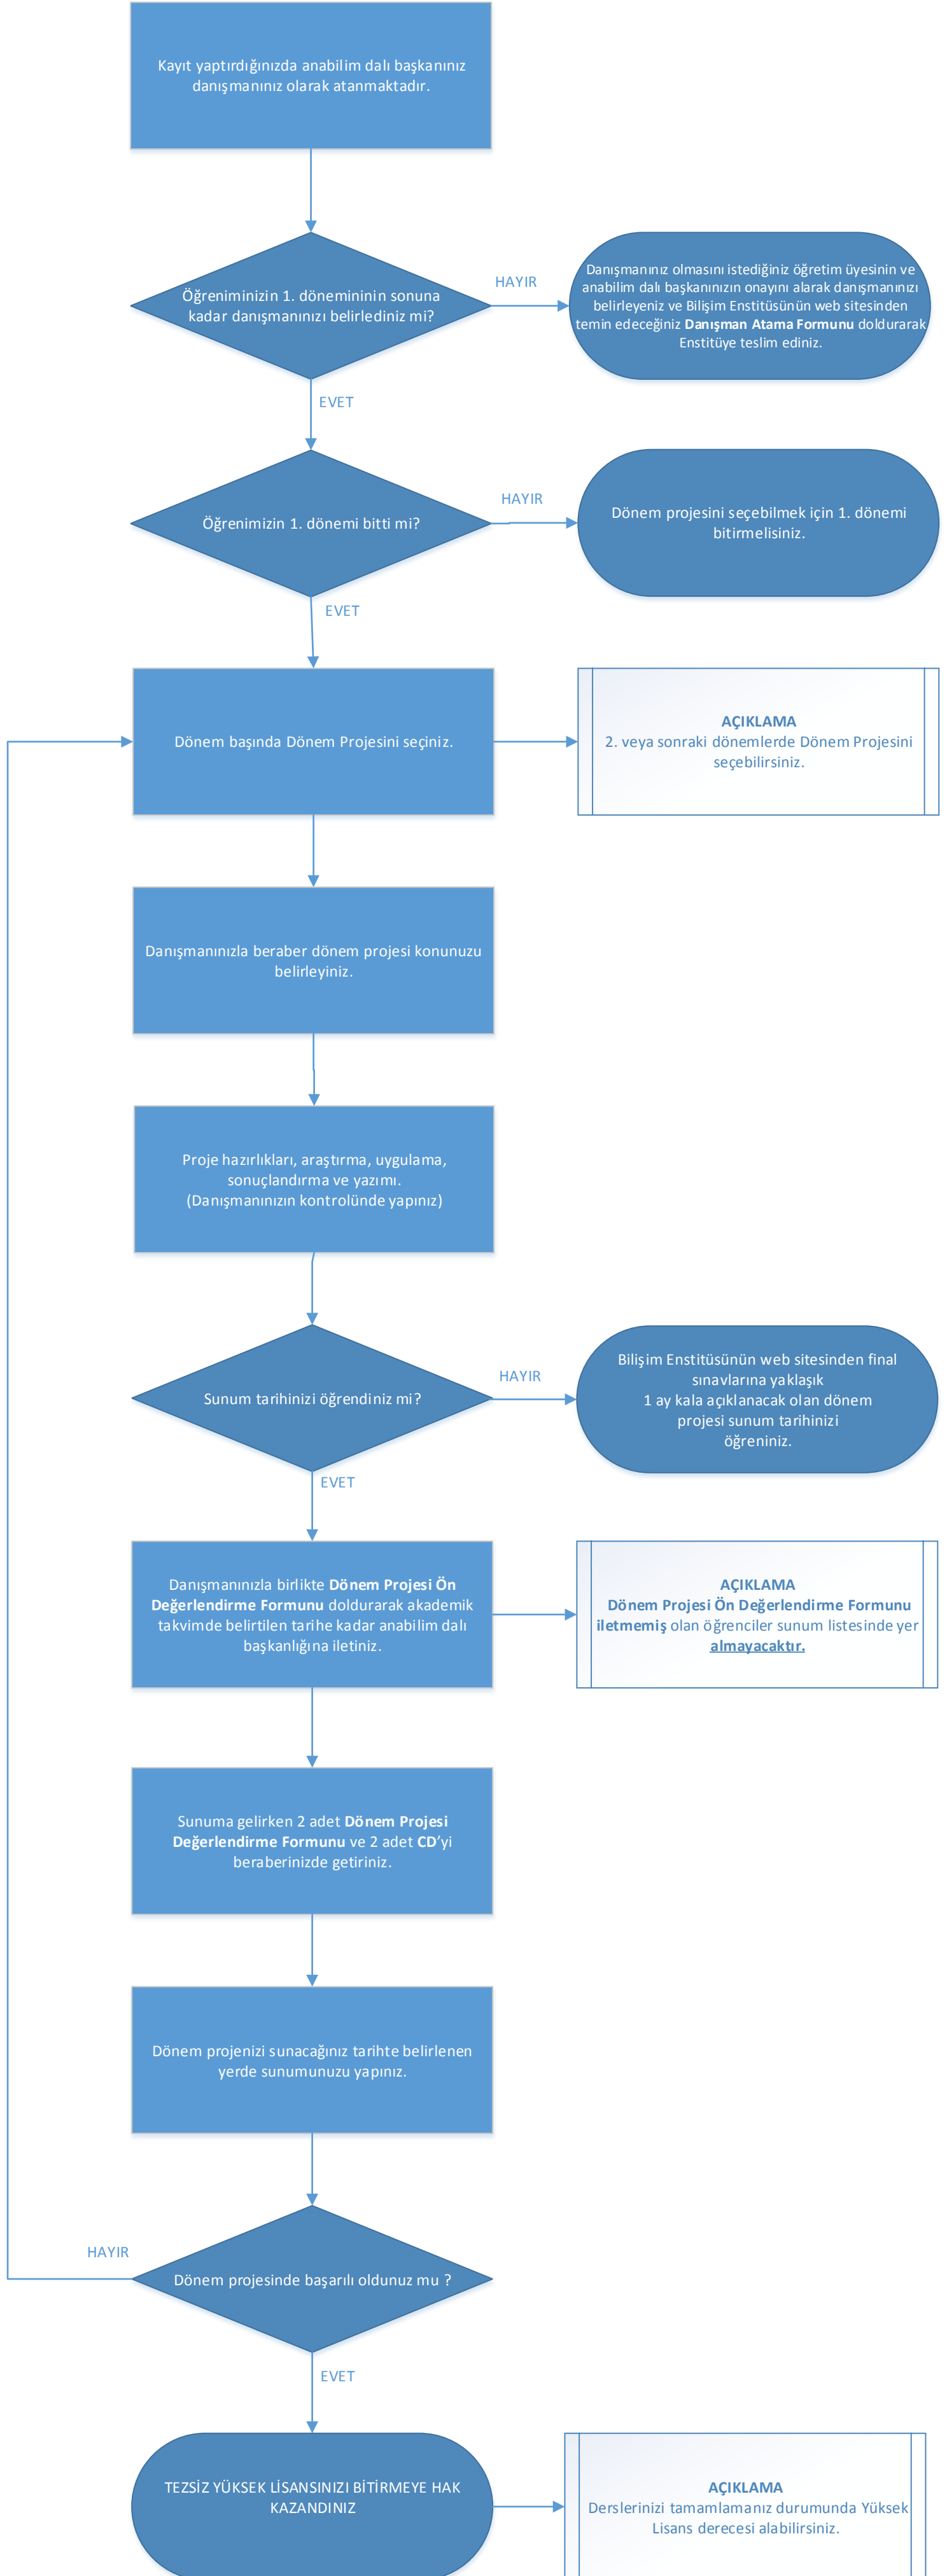 Kayıt yaptırdığınızda anabilim dalı başkanınız
danışmanınız olarak atanmaktadır.
Öğreniminizin 1. dönemininin sonuna
kadar danışmanınızı belirlediniz mi?
HAYIR
Danışmanınız olmasını istediğiniz öğretim üyesinin ve
anabilim dalı başkanınızın onayını alarak danışmanınızı
belirleyeniz ve Bilişim Enstitüsünün web sitesinden
temin edeceğiniz Danışman Atama Formunu doldurarak
Enstitüye teslim ediniz.
EVET
Öğrenimizin 1. dönemi bitti mi?
HAYIR
Dönem projesini seçebilmek için 1. dönemi
bitirmelisiniz.
EVET
Dönem başında Dönem Projesini seçiniz.
AÇIKLAMA
2. veya sonraki dönemlerde Dönem Projesini
seçebilirsiniz.
Danışmanınızla beraber dönem projesi konunuzu
belirleyiniz.
Proje hazırlıkları, araştırma, uygulama,
sonuçlandırma ve yazımı.
(Danışmanınızın kontrolünde yapınız)
Sunum tarihinizi öğrendiniz mi?
HAYIR
Bilişim Enstitüsünün web sitesinden final
sınavlarına yaklaşık
1 ay kala açıklanacak olan dönem
projesi sunum tarihinizi
öğreniniz.
EVET
Danışmanınızla birlikte Dönem Projesi Ön
Değerlendirme Formunu doldurarak akademik
takvimde belirtilen tarihe kadar anabilim dalı
başkanlığına iletiniz.
AÇIKLAMA
Dönem Projesi Ön Değerlendirme Formunu
iletmemiş olan öğrenciler sunum listesinde yer
almayacaktır.
Sunuma gelirken 2 adet Dönem Projesi
Değerlendirme Formunu ve 2 adet CD’yi
beraberinizde getiriniz.
Dönem projenizi sunacağınız tarihte belirlenen
yerde sunumunuzu yapınız.
HAYIR
Dönem projesinde başarılı oldunuz mu ?
EVET
TEZSİZ YÜKSEK LİSANSINIZI BİTİRMEYE HAK
KAZANDINIZ
AÇIKLAMA
Derslerinizi tamamlamanız durumunda Yüksek
Lisans derecesi alabilirsiniz.